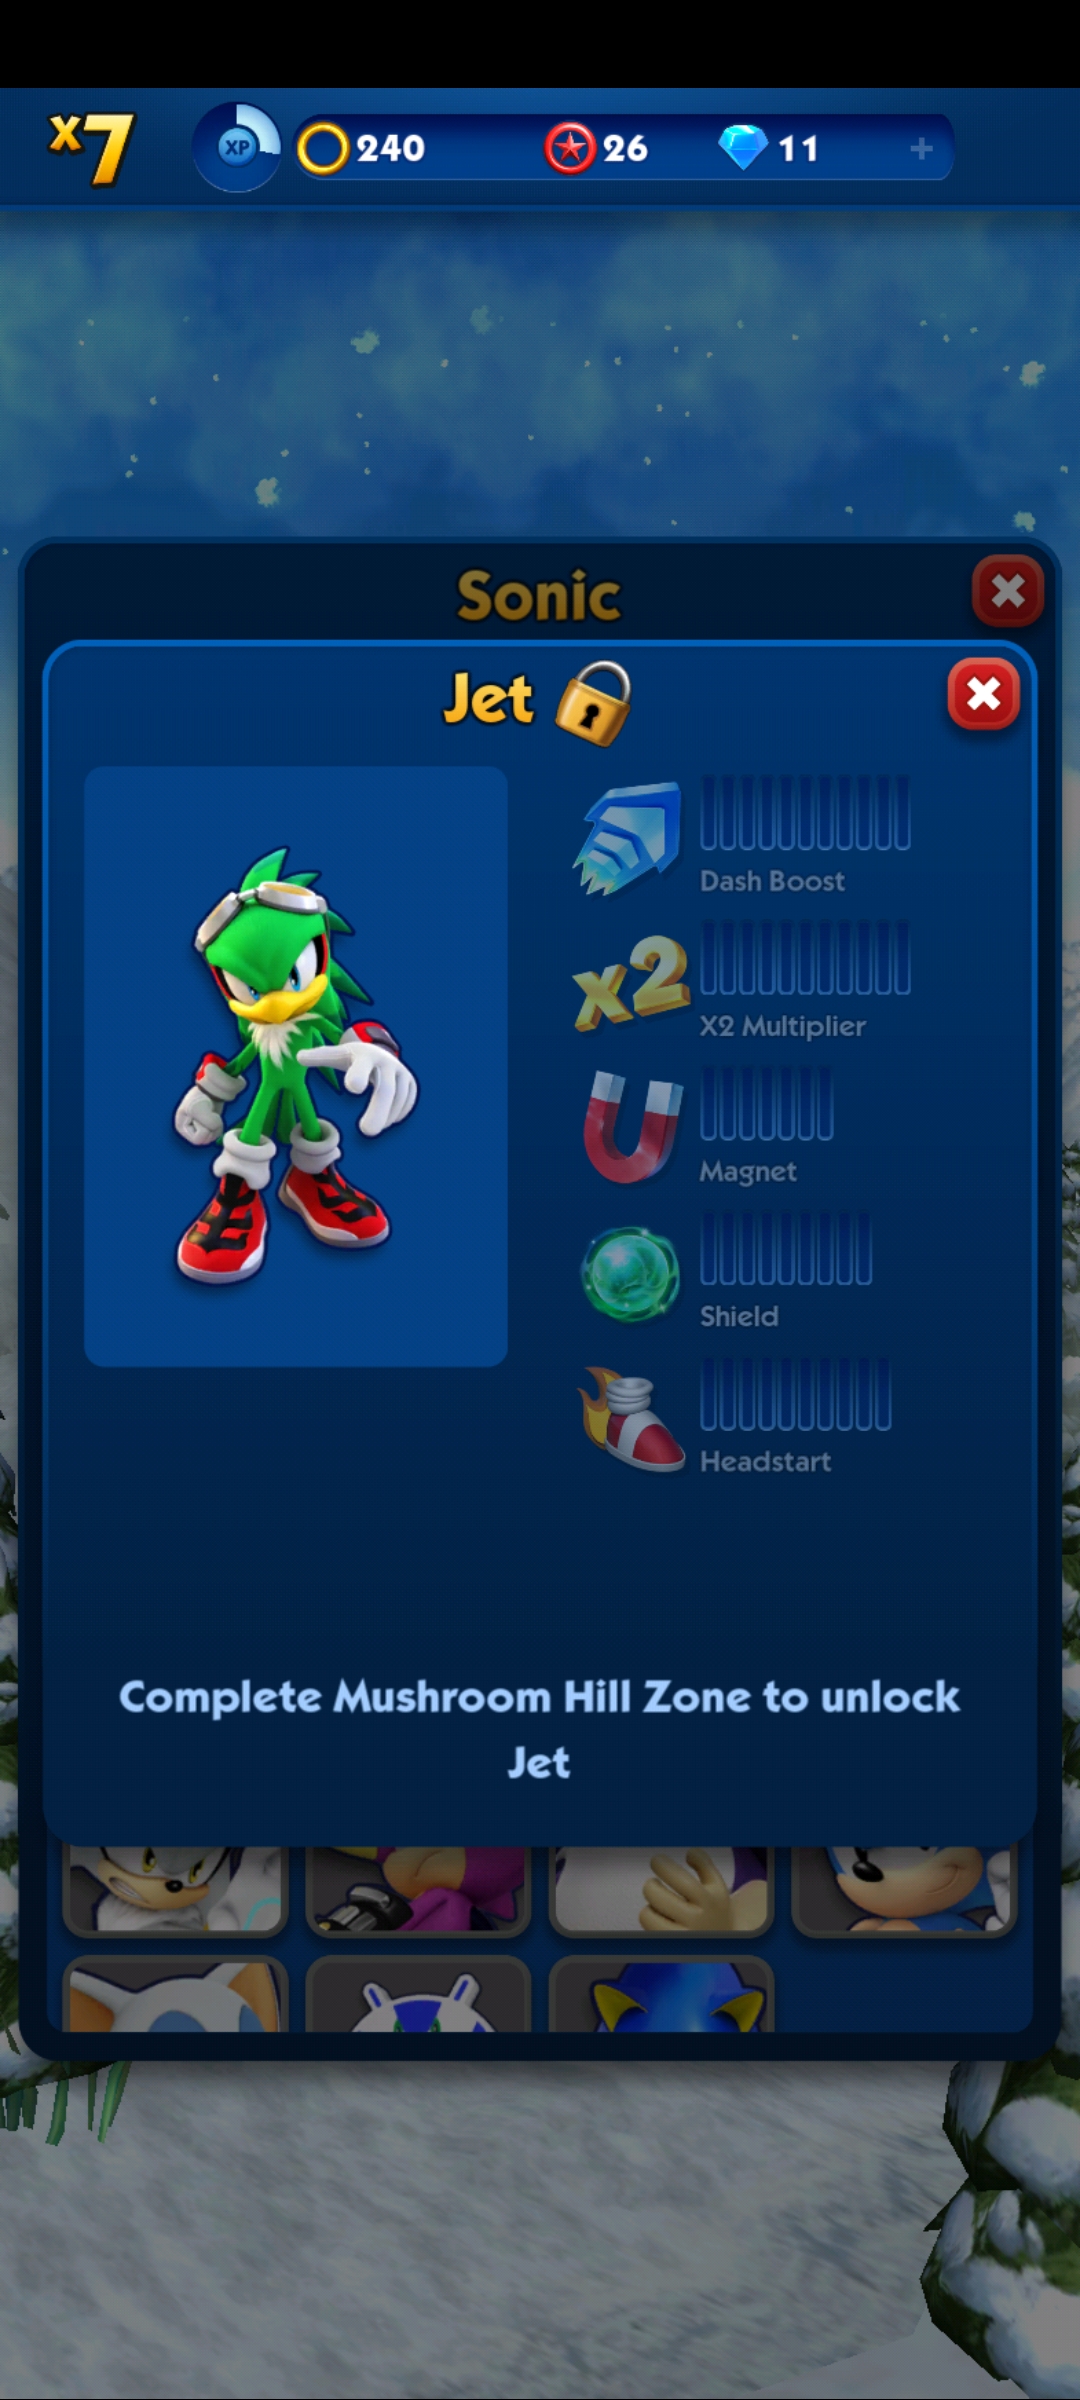 x7
XP
240
26
11
+
Sonic
Jet
Dash Boost
x2
X2 Multiplier
Magnet
Shield
Headstart
Complete Mushroom Hill Zone to unlock
Jet